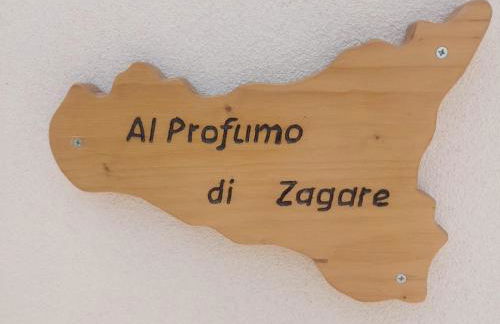 Al Profumo
di Zagare